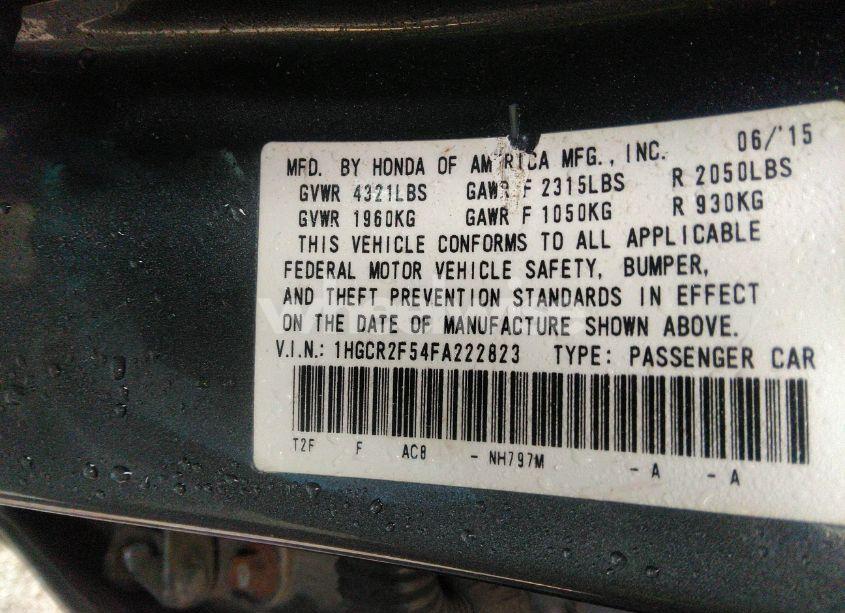 06/'15
MFD. BY HONDA OF AMERICA MFG., INC.
GVWR 4321LBS GAWR F 2315LBS R 2050LBS
GVWR 1960KG GAWR F 1050KG R 930KG
THIS VEHICLE CONFORMS TO ALL APPLICABLE
FEDERAL MOTOR VEHICLE SAFETY, BUMPER,
AND THEFT PREVENTION STANDARDS IN EFFECT
ON THE DATE OF MANUFACTURE SHOWN ABOVE.
V.I.N.: 1HGCR2F54FA222823 TYPE: PASSENGER CAR
T2F F AC8 - NH797M - A - A